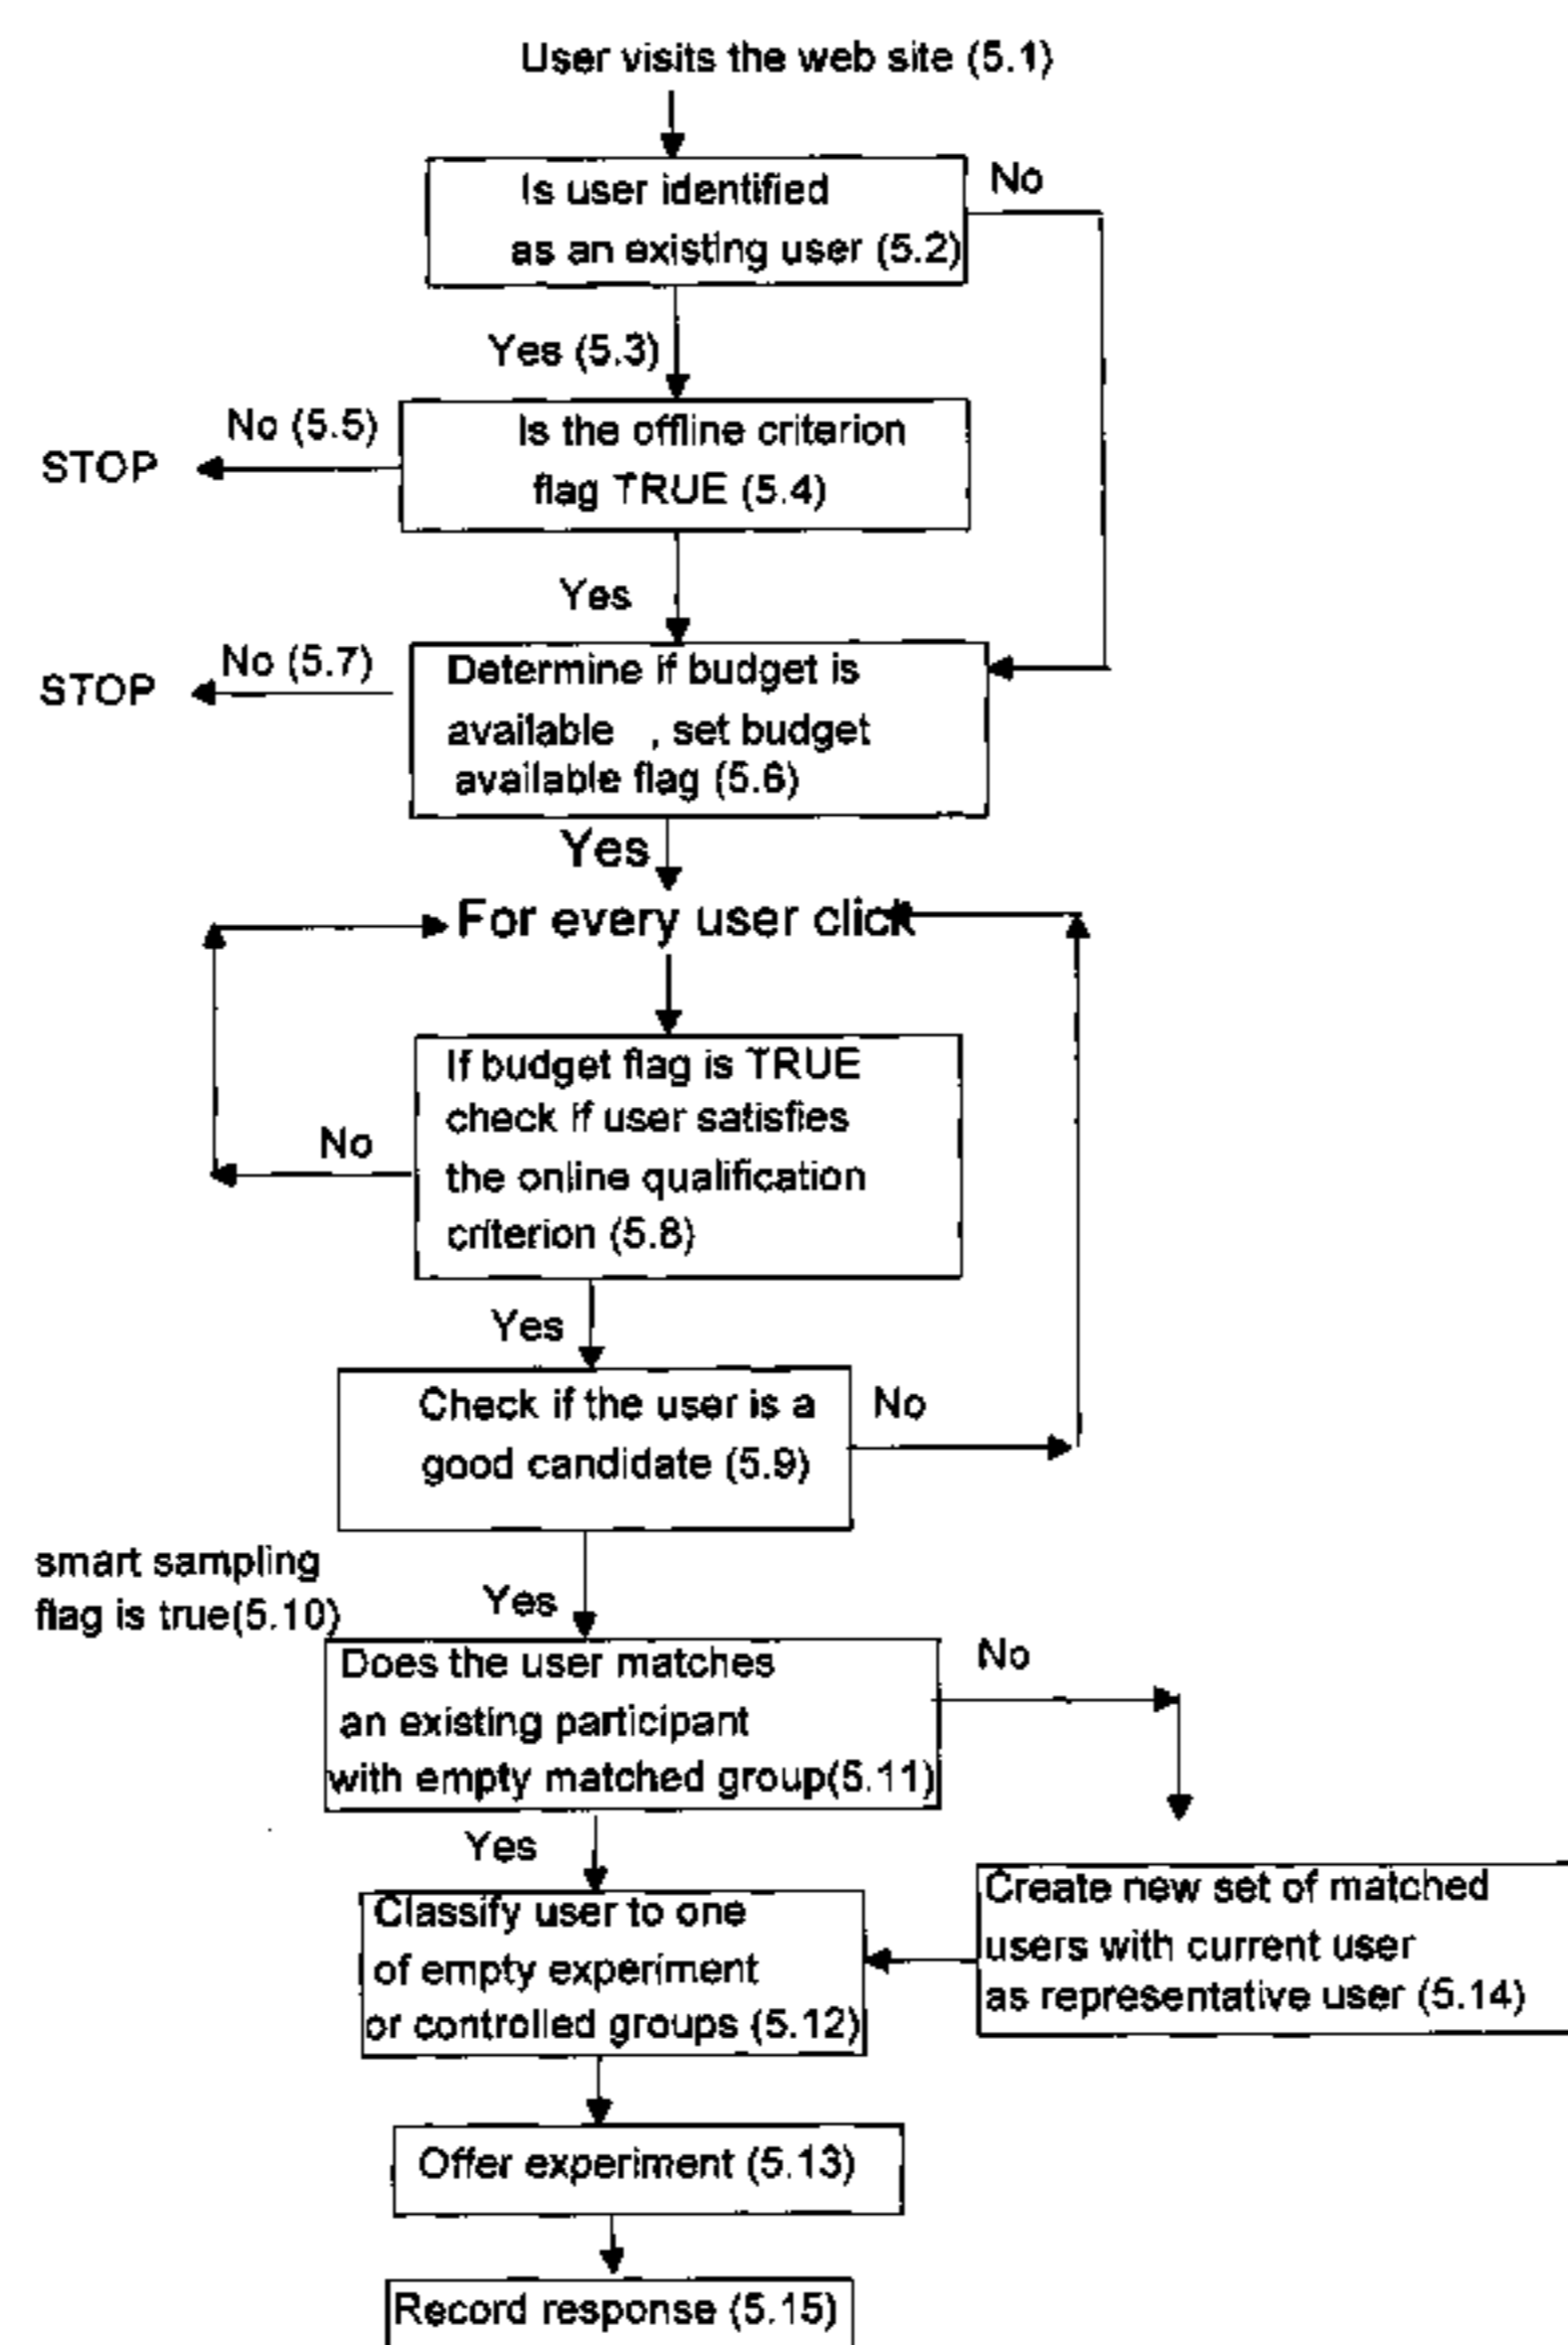 User visits the web site (5.1)
Is user identified
No
as an existing user (5.2)
Yes (5.3)
No (5.5)
Is the offline criterion
STOP
flag TRUE (5.4)
Yes
No (5.7)
Determine if budget is
STOP
available , set budget
available flag (5.6)
Yes
For every user click
If budget flag is TRUE
check if user satisfies
No
the online qualification
criterion (5.8)
Yes
Check if the user is a
No
good candidate (5.9)
smart sampling
flag is true(5.10)
Yes
Does the user matches
No
an existing participant
with empty matched group(5.11)
Yes
Create new set of matched
users with current user
as representative user (5.14)
Classify user to one
of empty experiment
or controlled groups (5.12)
Offer experiment (5.13)
Record response (5.15)